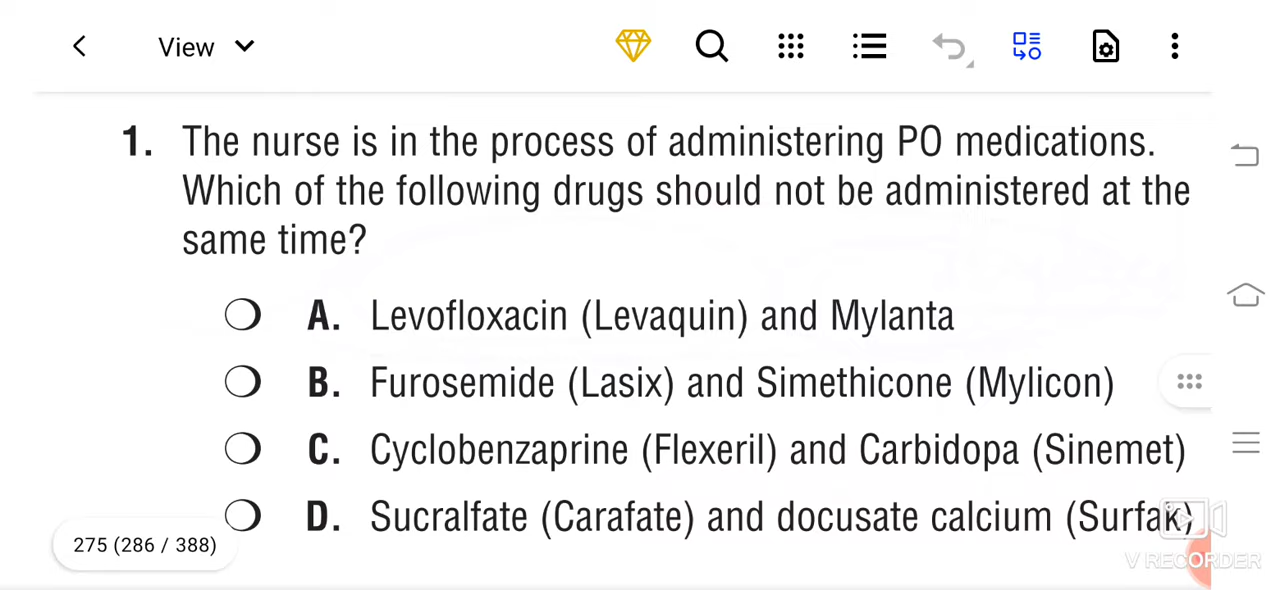 View
1. The nurse is in the process of administering PO medications.
Which of the following drugs should not be administered at the
same time?
A. Levofloxacin (Levaquin) and Mylanta
B. Furosemide (Lasix) and Simethicone (Mylicon)
C. Cyclobenzaprine (Flexeril) and Carbidopa (Sinemet)
D. Sucralfate (Carafate) and docusate calcium (Surfak)
275 (286 / 388)
V RECORDER